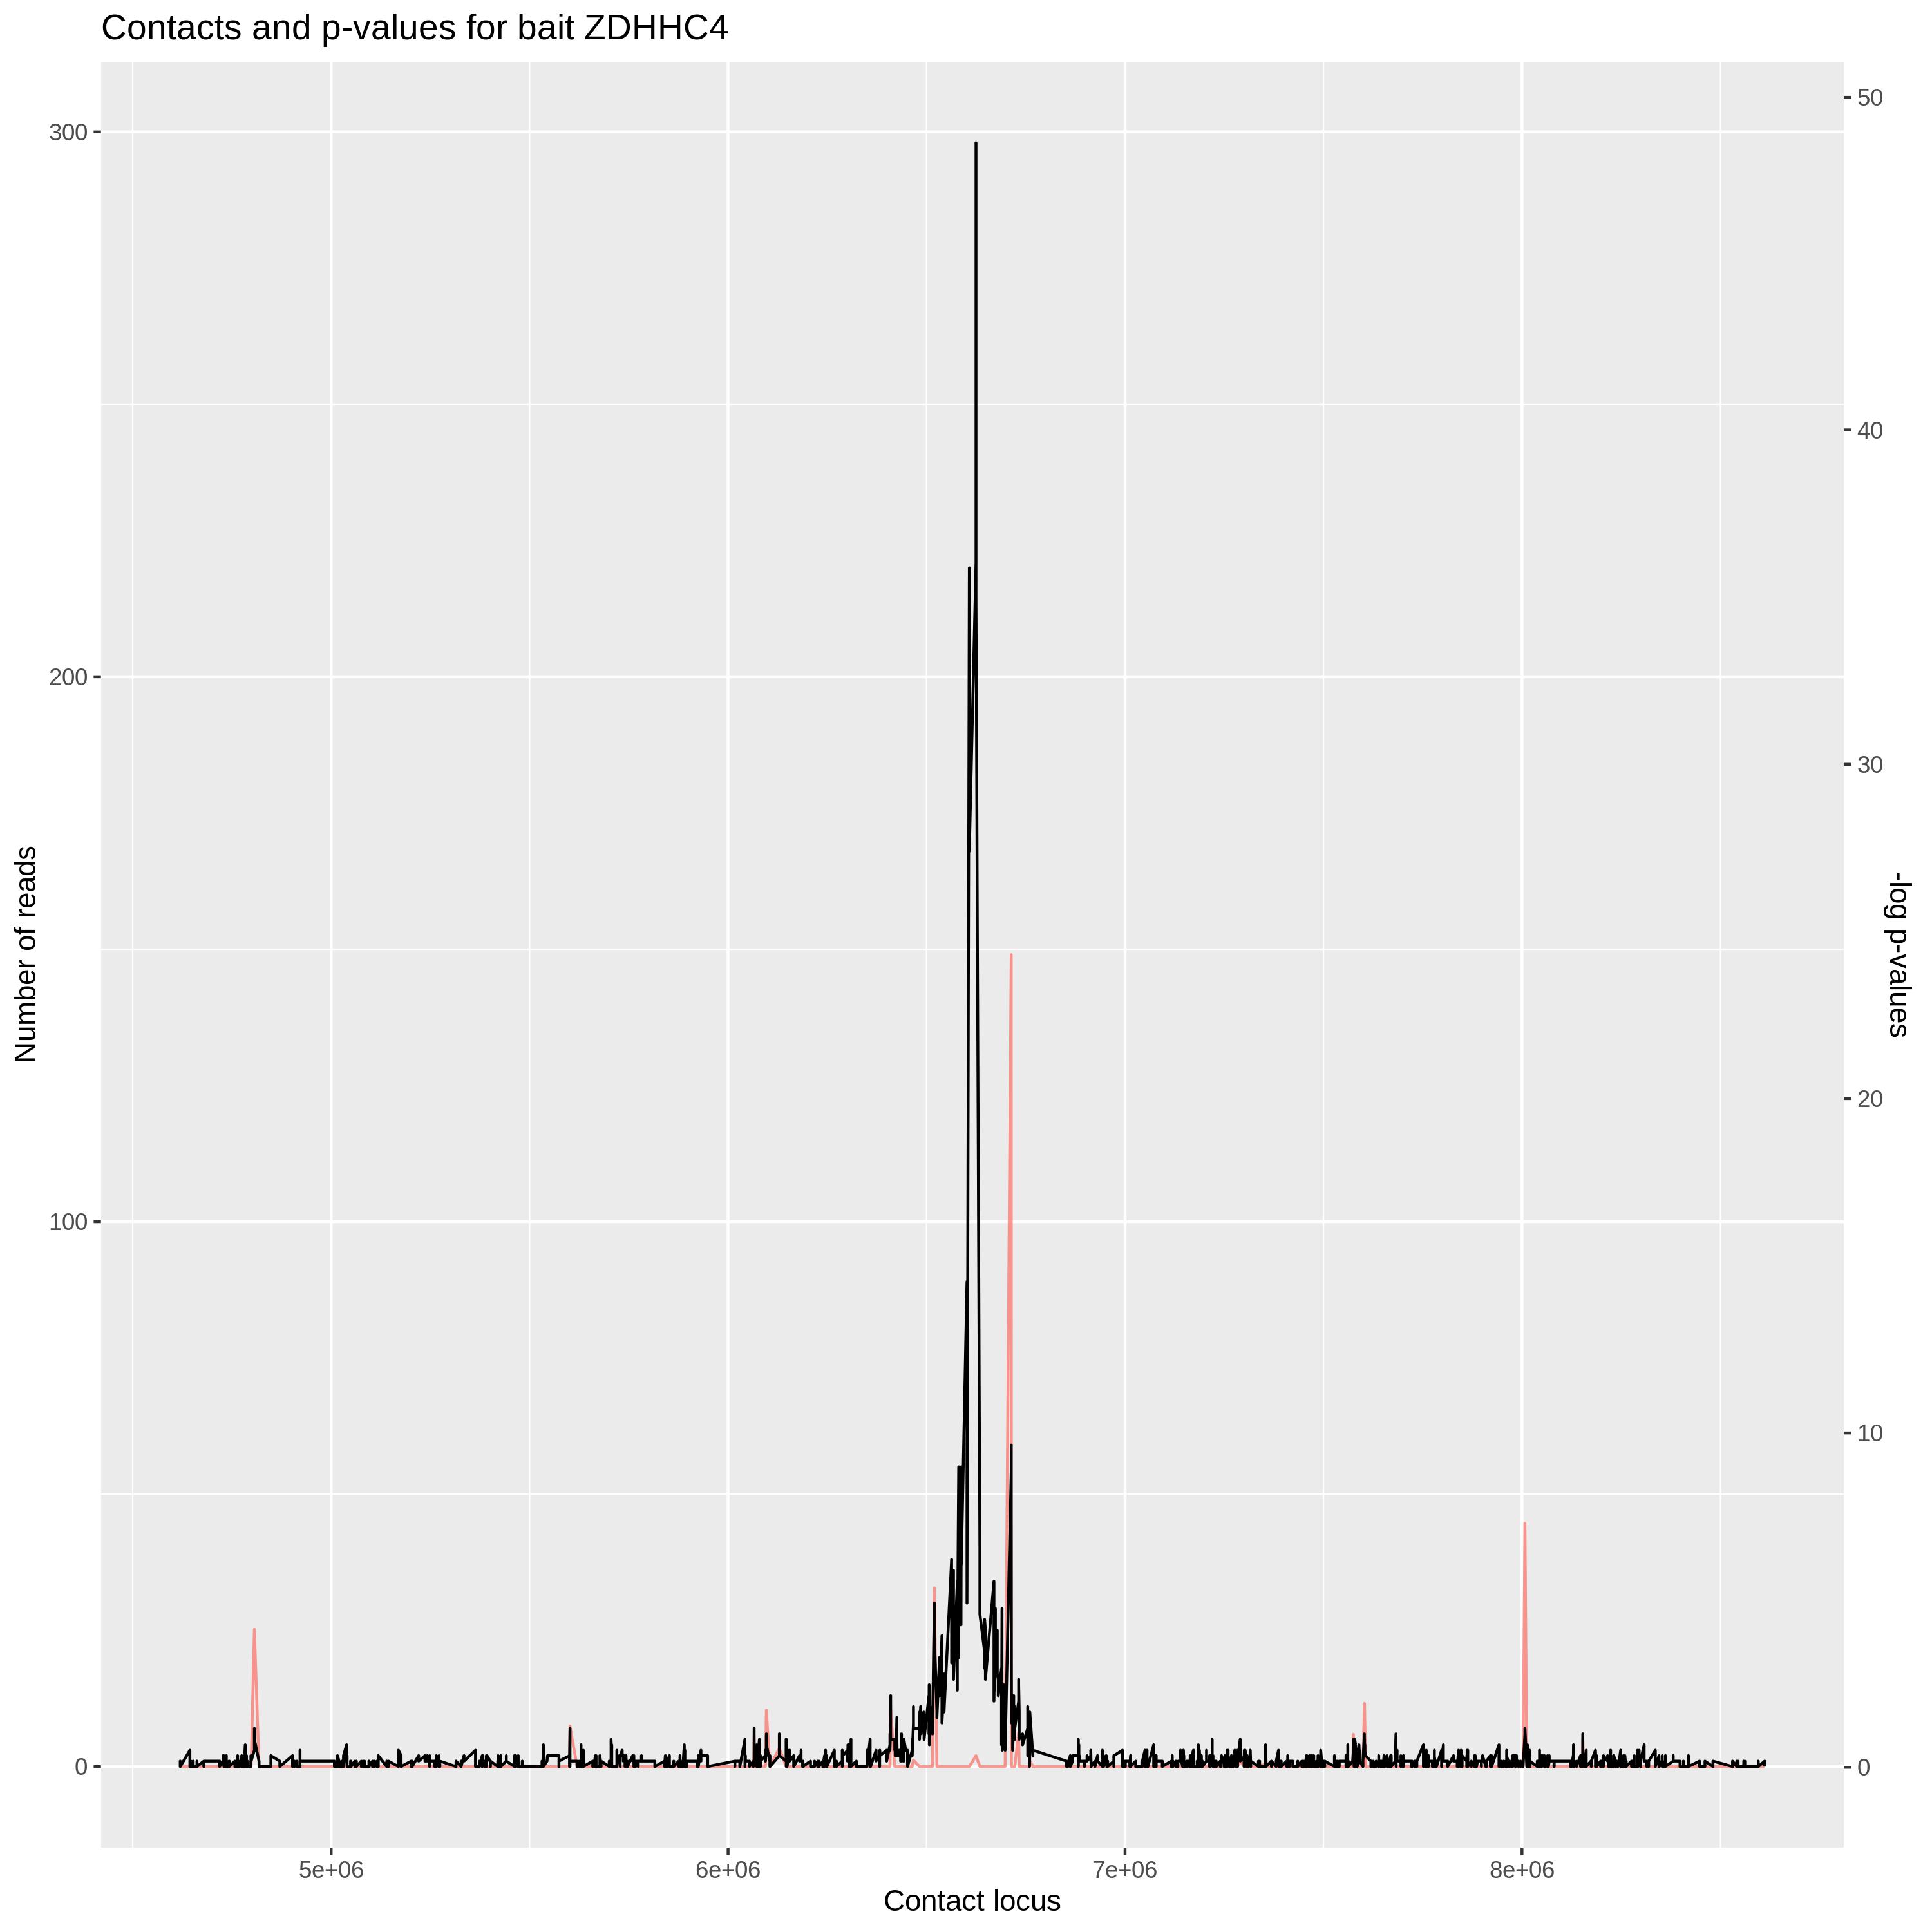 Contacts and p-values for bait ZDHHC4
300
200
100
0
Number of reads
50
40
30
20
10
0
-log p-values
5e+06
6e+06
7e+06
8e+06
Contact locus